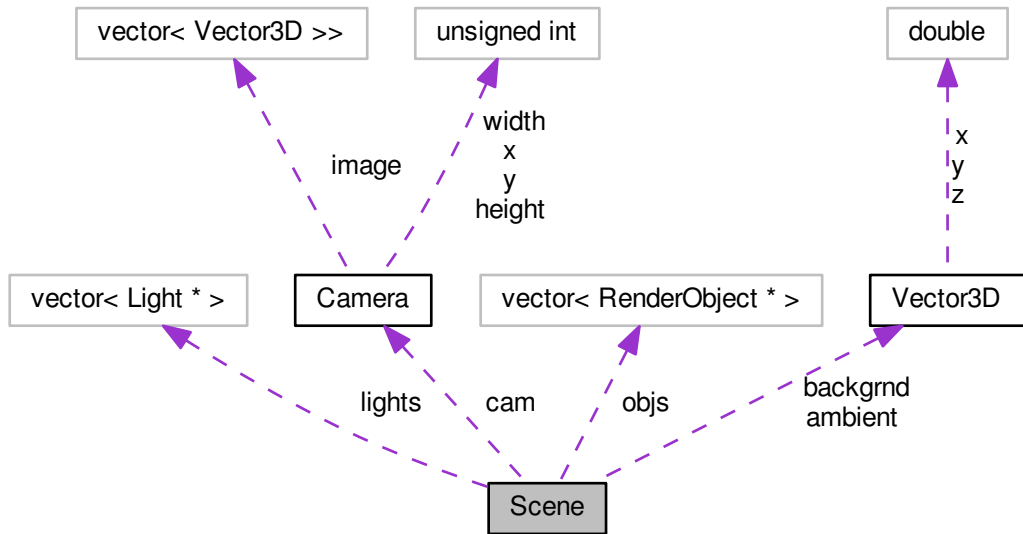 vector< Vector3D >>
unsigned int
double
image
width
x
y
height
x
y
z
vector< Light * >
Camera
vector< RenderObject * >
Vector3D
lights
cam
objs
backgrnd
ambient
Scene